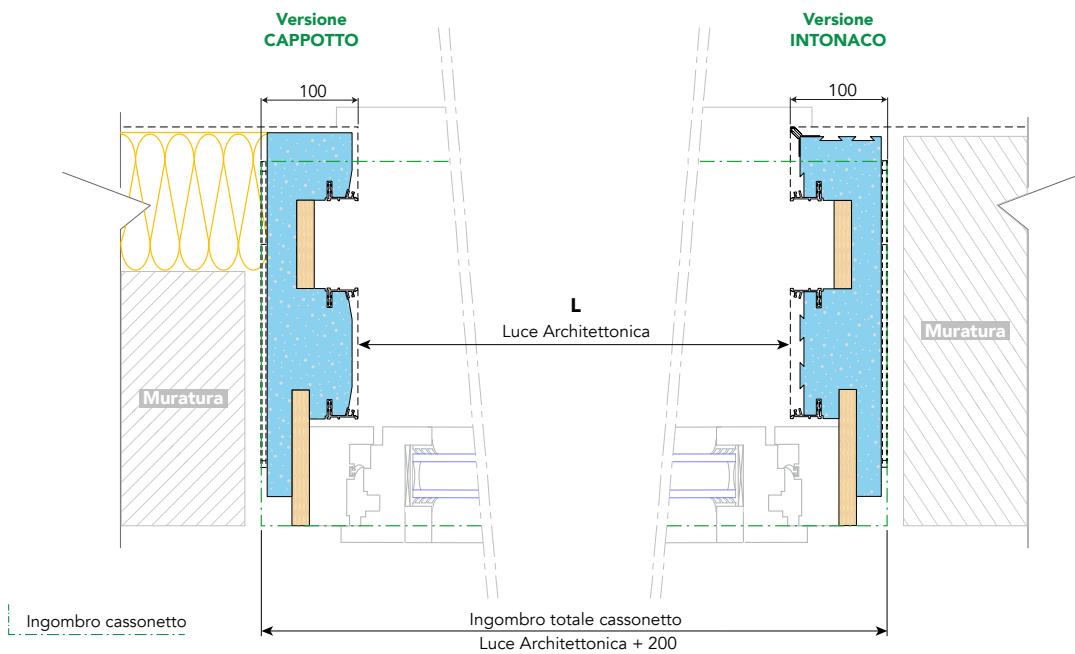 Versione
CAPPOTTO
Versione
INTONACO
100
100
L
Luce Architettonica
Muratura
Muratura
Ingombro cassonetto
Ingombro totale cassonetto
Luce Architettonica + 200